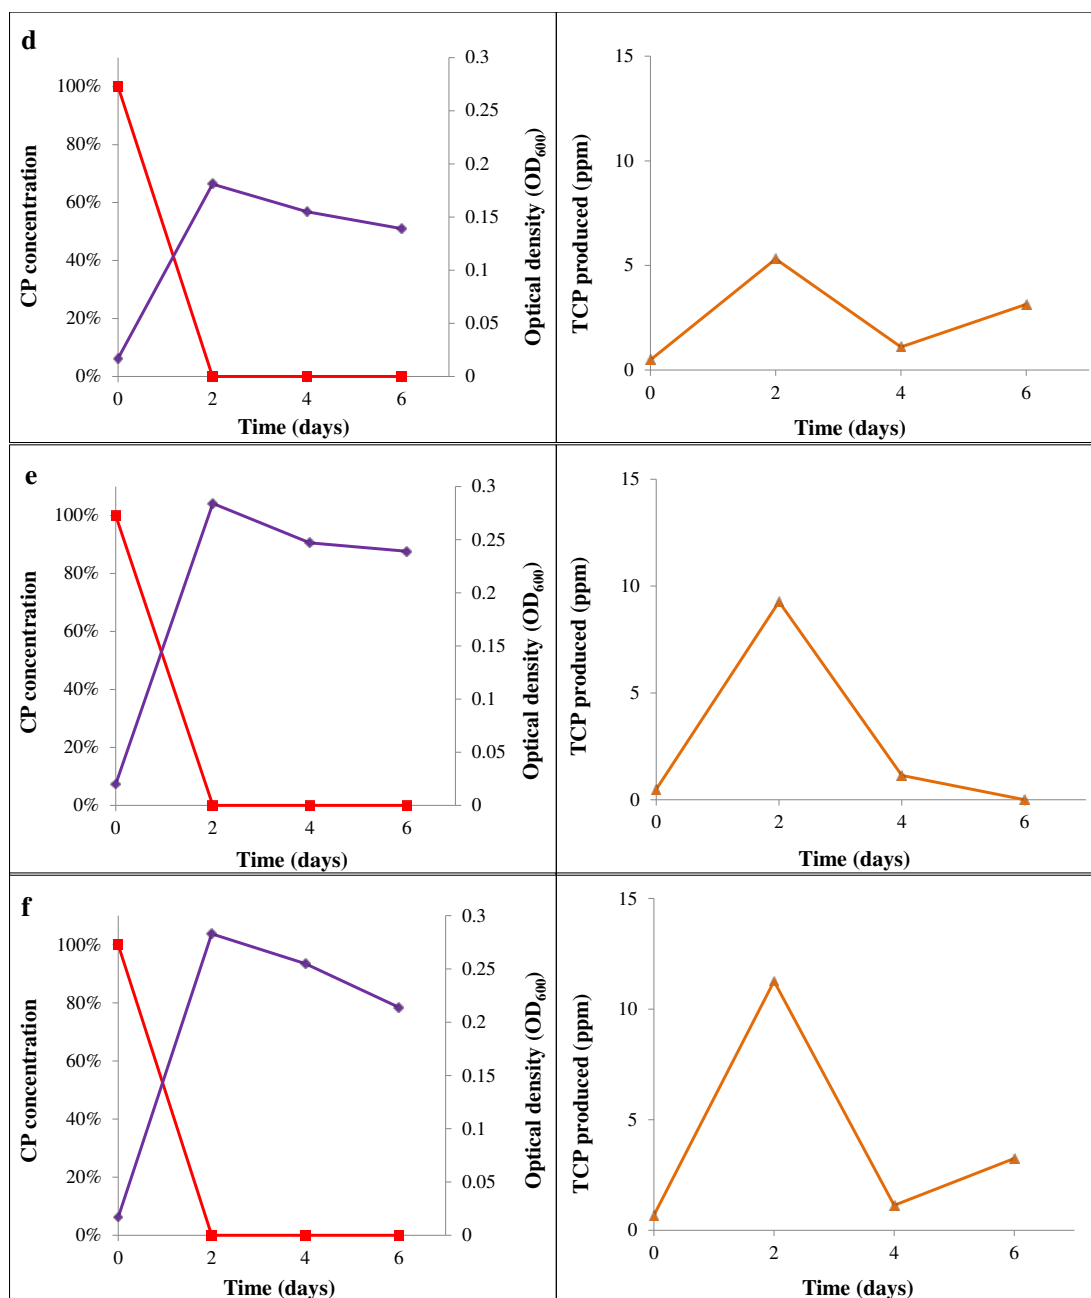 d
CP concentration
100%
80%
60%
40%
20%
0%
0 2 4 6
Time (days)
0.3
0.25
0.2
0.15
0.1
0.05
0
Optical density (OD600)
TCP produced (ppm)
15
10
5
0
0 2 4 6
Time (days)
e
CP concentration
100%
80%
60%
40%
20%
0%
0 2 4 6
Time (days)
0.3
0.25
0.2
0.15
0.1
0.05
0
Optical density (OD600)
TCP produced (ppm)
15
10
5
0
0 2 4 6
Time (days)
f
CP concentration
100%
80%
60%
40%
20%
0%
0 2 4 6
Time (days)
0.3
0.25
0.2
0.15
0.1
0.05
0
Optical density (OD600)
TCP produced (ppm)
15
10
5
0
0 2 4 6
Time (days)